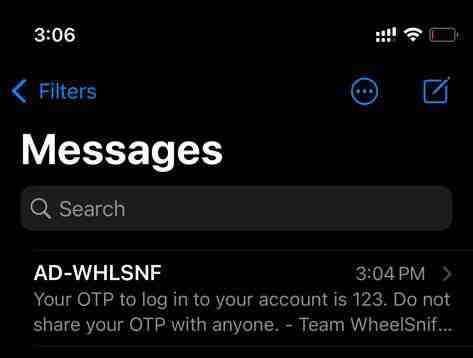 3:06
Filters
Messages
Search
AD-WHLSNF 3:04 PM
Your OTP to log in to your account is 123. Do not
share your OTP with anyone. - Team WheelSnif...